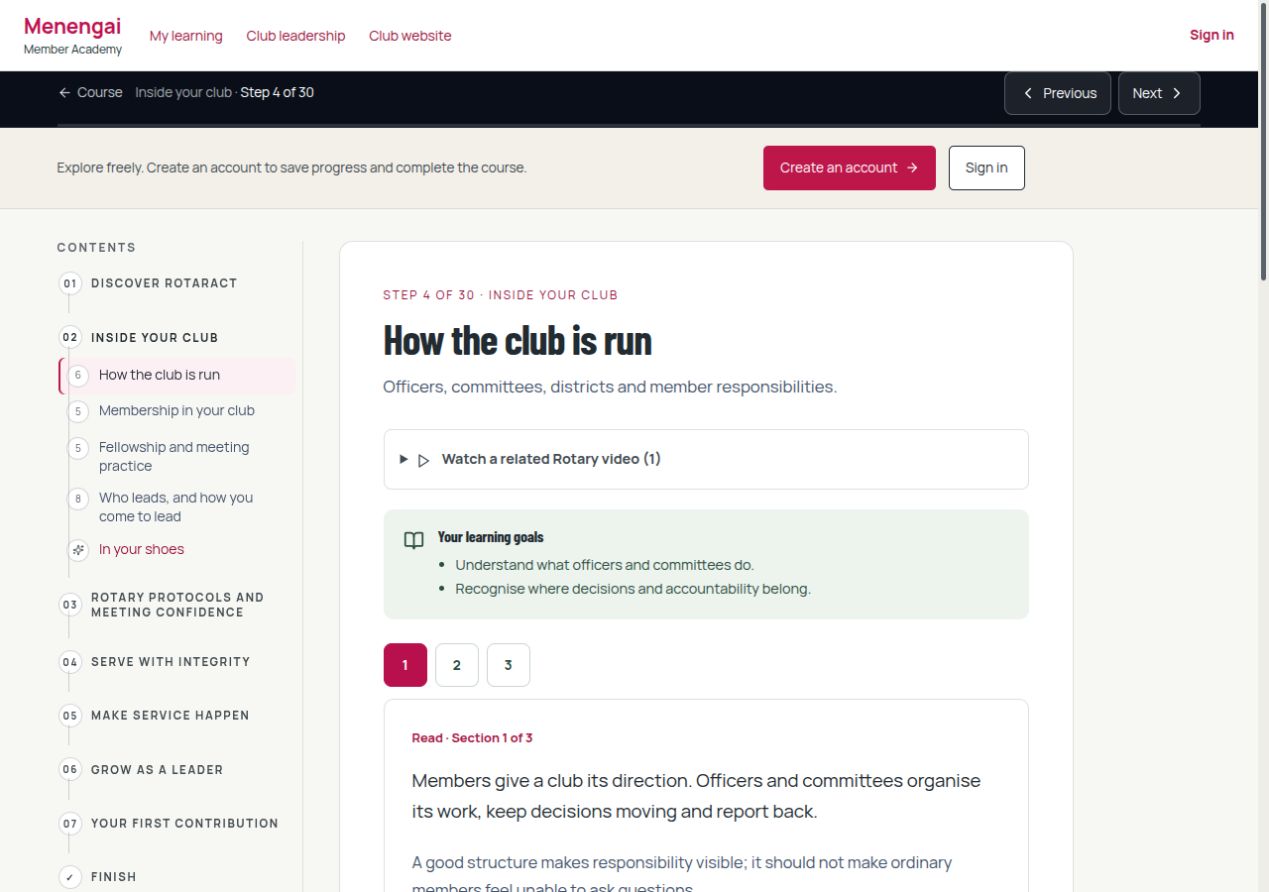 Menengai
Member Academy
My learning
Club leadership
Club website
Sign in
← Course
Inside your club · Step 4 of 30
Previous
Next
Explore freely. Create an account to save progress and complete the course.
Create an account →
Sign in
CONTENTS
01 DISCOVER ROTARACT
02 INSIDE YOUR CLUB
6 How the club is run
5 Membership in your club
5 Fellowship and meeting
practice
8 Who leads, and how you
come to lead
In your shoes
03 ROTARY PROTOCOLS AND
MEETING CONFIDENCE
04 SERVE WITH INTEGRITY
05 MAKE SERVICE HAPPEN
06 GROW AS A LEADER
07 YOUR FIRST CONTRIBUTION
✓ FINISH
STEP 4 OF 30 · INSIDE YOUR CLUB
How the club is run
Officers, committees, districts and member responsibilities.
Watch a related Rotary video (1)
Your learning goals
• Understand what officers and committees do.
• Recognise where decisions and accountability belong.
1
2
3
Read · Section 1 of 3
Members give a club its direction. Officers and committees organise
its work, keep decisions moving and report back.
A good structure makes responsibility visible; it should not make ordinary
members feel unable to ask questions.